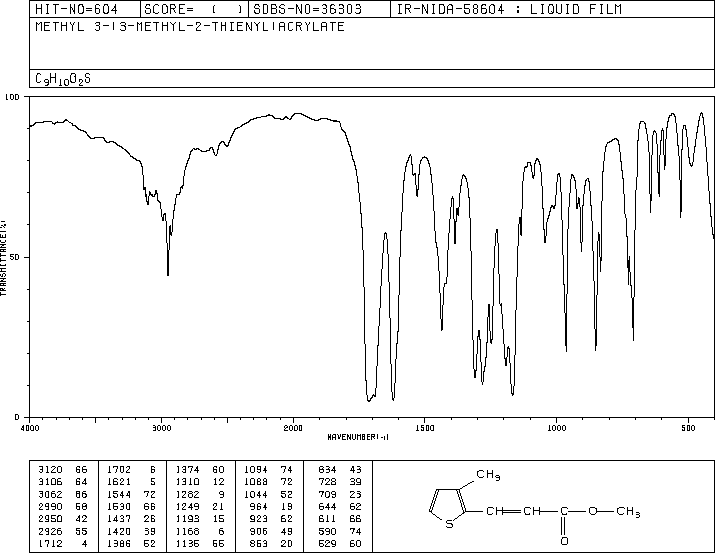 HIT-NO=604 SCORE= ( ) SDBS-NO=36303 IR-NIDA-58604 : LIQUID FILM
METHYL 3-(3-METHYL-2-THIENYL)ACRYLATE
C9H10O2S
100
50
0
TRANSMITTANCE(%)
4000 3000 2000 1500 1000 500
WAVENUMBER(-1)
3120 66 1702 6 1374 60 1094 74 834 43
3106 64 1621 5 1310 12 1088 72 728 39
3062 66 1544 72 1282 9 1044 52 709 23
2990 60 1530 66 1249 21 964 19 644 62
2950 42 1437 26 1193 15 923 62 611 66
2926 55 1420 39 1168 6 906 49 590 74
1712 4 1386 52 1136 55 853 20 529 60
CH3
S CH CH C O CH3
O